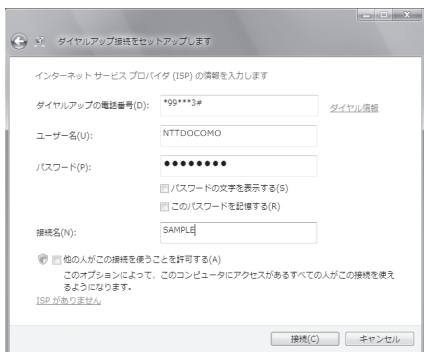 ダイヤルアップ接続をセットアップします
インターネット サービス プロバイダ (ISP) の情報を入力します
ダイヤルアップの電話番号(D):
*99***3#
ダイヤル情報
ユーザー名(U):
NTTDOCOMO
パスワード(P):
●●●●●●●●
パスワードの文字を表示する(S)
このパスワードを記憶する(R)
接続名(N):
SAMPLE
他の人がこの接続を使うことを許可する(A)
このオプションによって、このコンピュータにアクセスがあるすべての人がこの接続を使え
るようになります。
ISP がありません
接続(C)
キャンセル